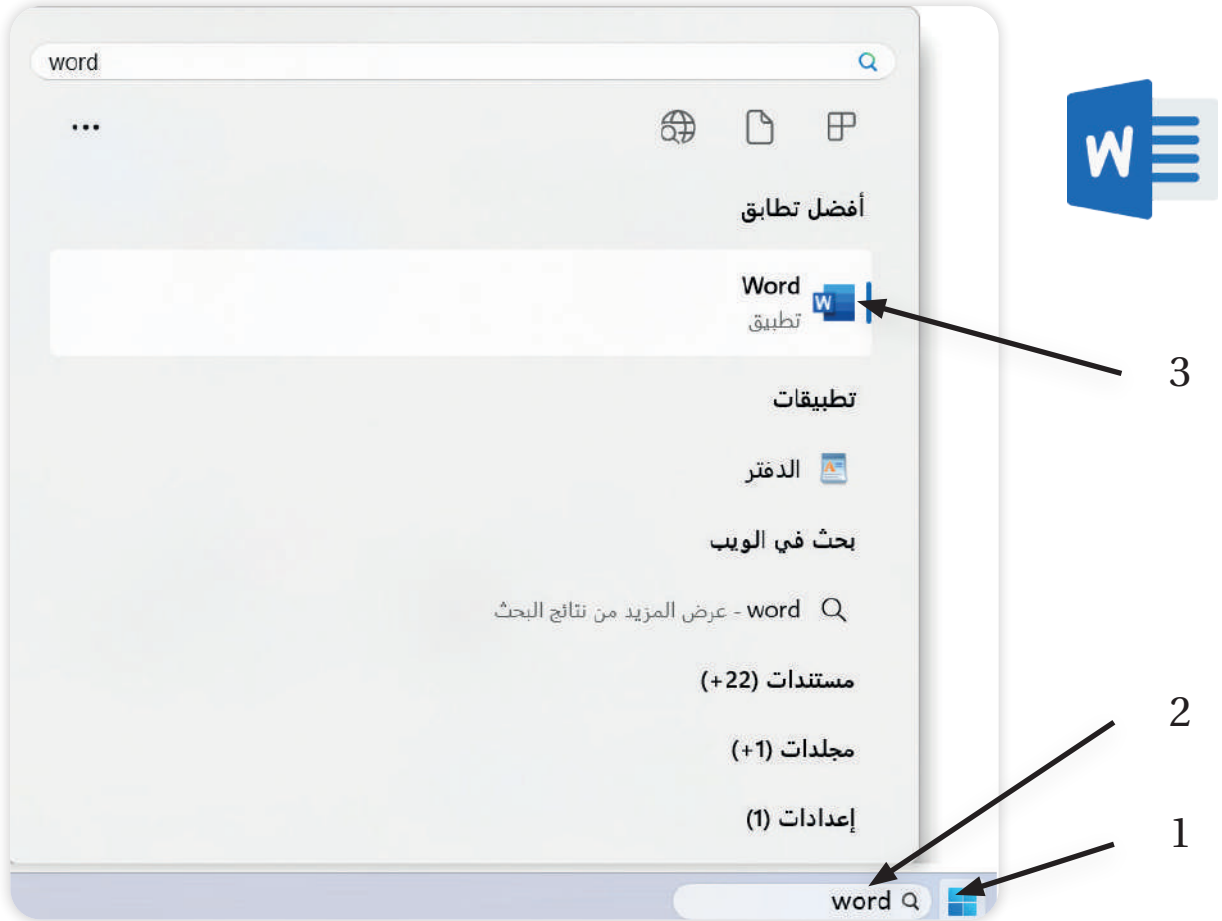 word
...
أفضل تطابق
W
Word
W
تطبيق
3
تطبيقات
الدفتر
بحث في الويب
word - عرض المزيد من نتائج البحث
مستندات (22+)
2
مجلدات (1+)
إعدادات (1)
1
word